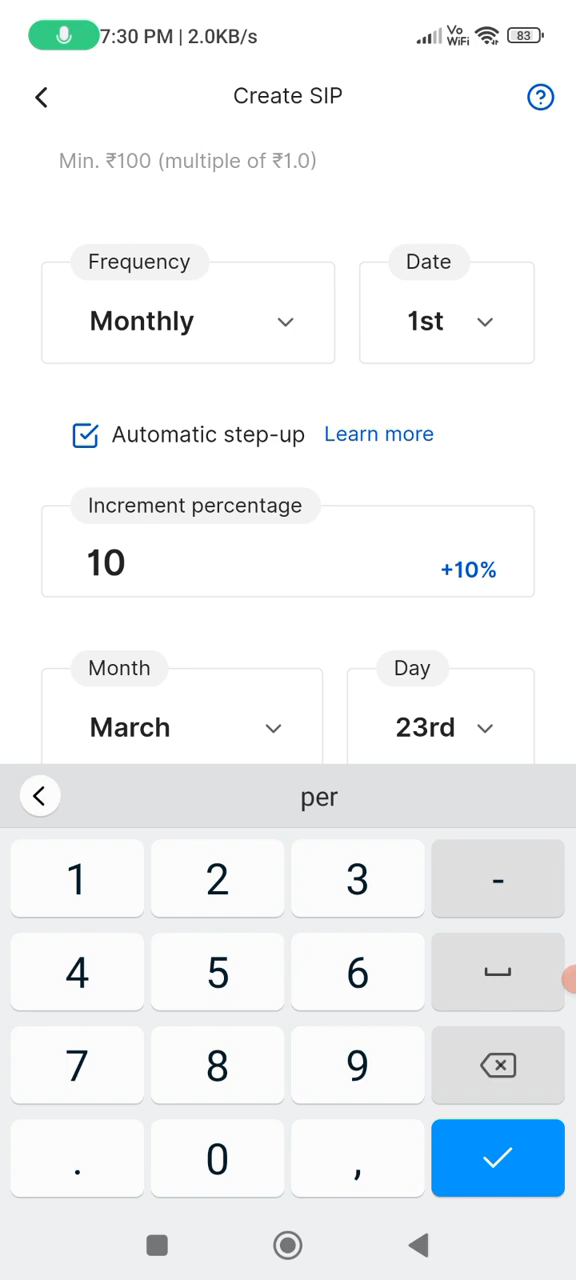 7:30 PM | 2.0KB/s Vo WiFi 83
Create SIP ?
Min. ₹100 (multiple of ₹1.0)
Frequency Date
Monthly 1st
Automatic step-up Learn more
Increment percentage
10 +10%
Month Day
March 23rd
per
1 2 3 -
4 5 6
7 8 9
. 0 ,